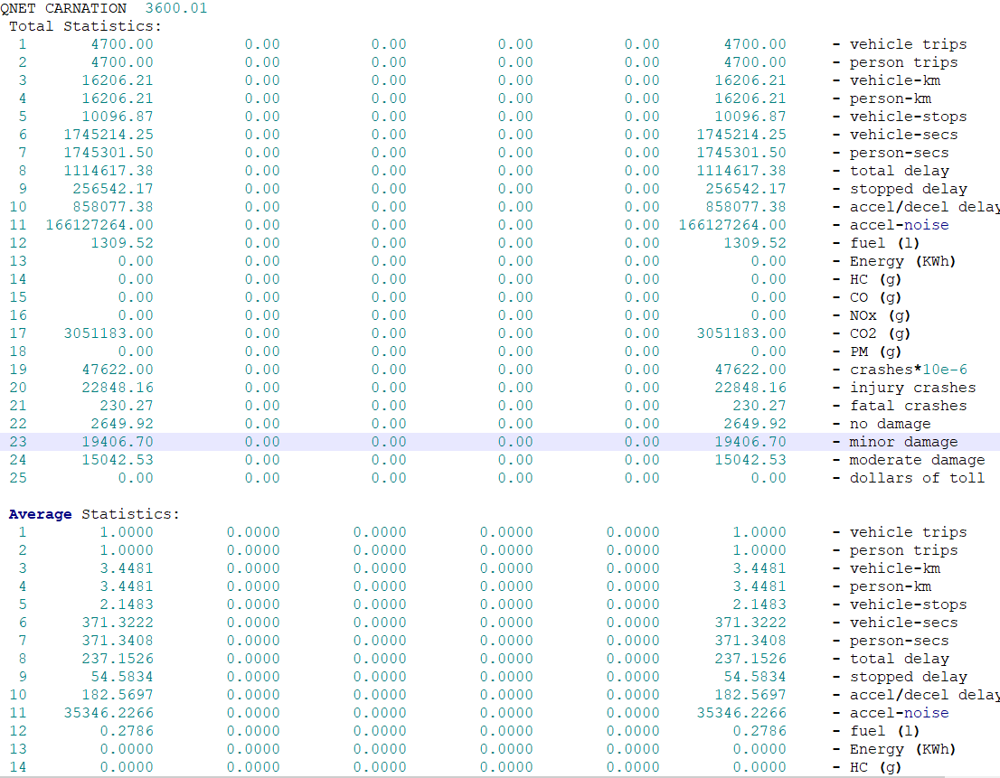 QNET CARNATION 3600.01
Total Statistics:
1 4700.00 0.00 0.00 0.00 0.00 4700.00 - vehicle trips
2 4700.00 0.00 0.00 0.00 0.00 4700.00 - person trips
3 16206.21 0.00 0.00 0.00 0.00 16206.21 - vehicle-km
4 16206.21 0.00 0.00 0.00 0.00 16206.21 - person-km
5 10096.87 0.00 0.00 0.00 0.00 10096.87 - vehicle-stops
6 1745214.25 0.00 0.00 0.00 0.00 1745214.25 - vehicle-secs
7 1745301.50 0.00 0.00 0.00 0.00 1745301.50 - person-secs
8 1114617.38 0.00 0.00 0.00 0.00 1114617.38 - total delay
9 256542.17 0.00 0.00 0.00 0.00 256542.17 - stopped delay
10 858077.38 0.00 0.00 0.00 0.00 858077.38 - accel/decel delay
11 166127264.00 0.00 0.00 0.00 0.00 166127264.00 - accel-noise
12 1309.52 0.00 0.00 0.00 0.00 1309.52 - fuel (l)
13 0.00 0.00 0.00 0.00 0.00 0.00 - Energy (KWh)
14 0.00 0.00 0.00 0.00 0.00 0.00 - HC (g)
15 0.00 0.00 0.00 0.00 0.00 0.00 - CO (g)
16 0.00 0.00 0.00 0.00 0.00 0.00 - NOx (g)
17 3051183.00 0.00 0.00 0.00 0.00 3051183.00 - CO2 (g)
18 0.00 0.00 0.00 0.00 0.00 0.00 - PM (g)
19 47622.00 0.00 0.00 0.00 0.00 47622.00 - crashes*10e-6
20 22848.16 0.00 0.00 0.00 0.00 22848.16 - injury crashes
21 230.27 0.00 0.00 0.00 0.00 230.27 - fatal crashes
22 2649.92 0.00 0.00 0.00 0.00 2649.92 - no damage
23 19406.70 0.00 0.00 0.00 0.00 19406.70 - minor damage
24 15042.53 0.00 0.00 0.00 0.00 15042.53 - moderate damage
25 0.00 0.00 0.00 0.00 0.00 0.00 - dollars of toll
Average Statistics:
1 1.0000 0.0000 0.0000 0.0000 0.0000 1.0000 - vehicle trips
2 1.0000 0.0000 0.0000 0.0000 0.0000 1.0000 - person trips
3 3.4481 0.0000 0.0000 0.0000 0.0000 3.4481 - vehicle-km
4 3.4481 0.0000 0.0000 0.0000 0.0000 3.4481 - person-km
5 2.1483 0.0000 0.0000 0.0000 0.0000 2.1483 - vehicle-stops
6 371.3222 0.0000 0.0000 0.0000 0.0000 371.3222 - vehicle-secs
7 371.3408 0.0000 0.0000 0.0000 0.0000 371.3408 - person-secs
8 237.1526 0.0000 0.0000 0.0000 0.0000 237.1526 - total delay
9 54.5834 0.0000 0.0000 0.0000 0.0000 54.5834 - stopped delay
10 182.5697 0.0000 0.0000 0.0000 0.0000 182.5697 - accel/decel delay
11 35346.2266 0.0000 0.0000 0.0000 0.0000 35346.2266 - accel-noise
12 0.2786 0.0000 0.0000 0.0000 0.0000 0.2786 - fuel (l)
13 0.0000 0.0000 0.0000 0.0000 0.0000 0.0000 - Energy (KWh)
14 0.0000 0.0000 0.0000 0.0000 0.0000 0.0000 - HC (g)